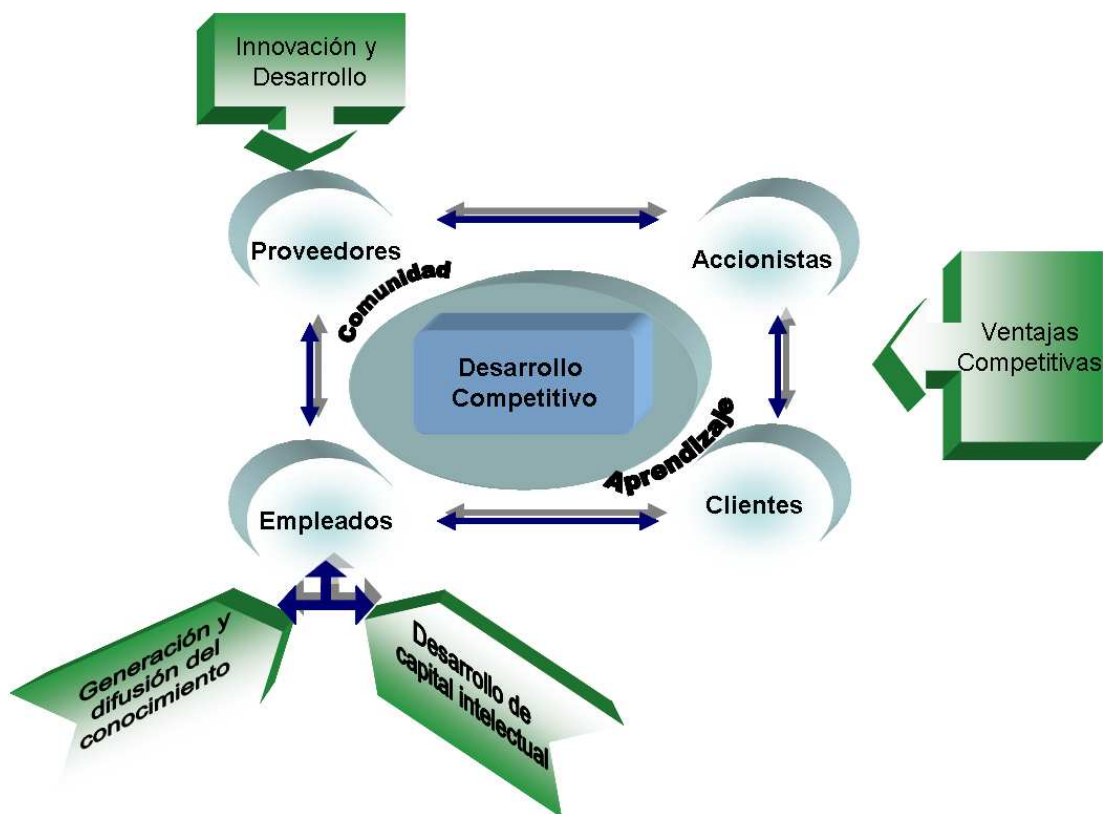 Innovación y
Desarrollo
Proveedores
Accionistas
Comunidad
Ventajas
Competitivas
Desarrollo
Competitivo
Aprendizaje
Empleados
Clientes
Generación y
difusión del
conocimiento
Desarrollo de
capital intelectual